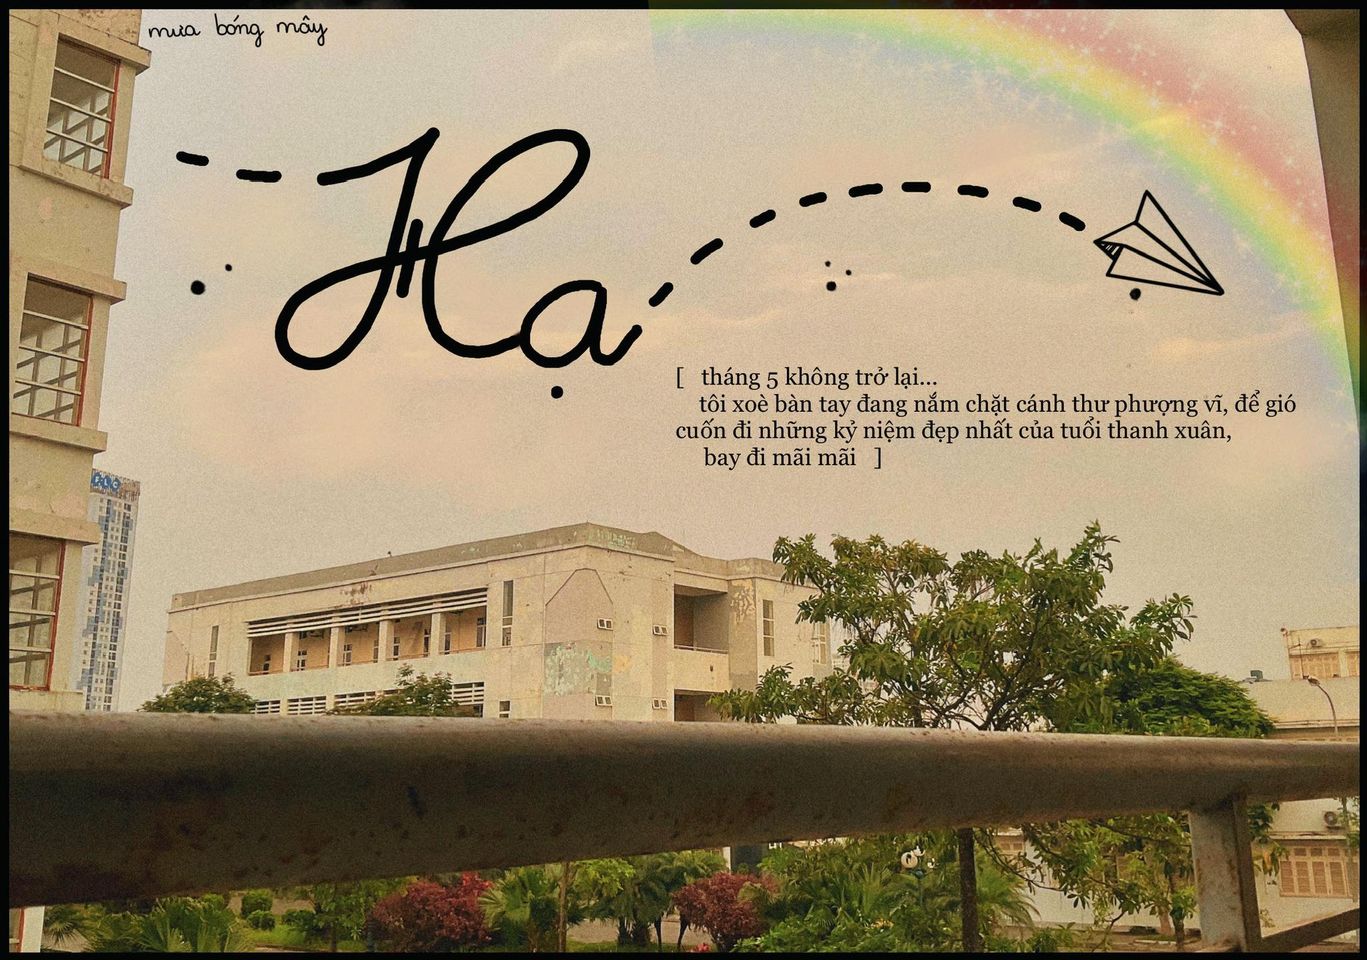 mưa bóng mây
Hạ
[ tháng 5 không trở lại...
tôi xoè bàn tay đang nắm chặt cánh thư phượng vĩ, để gió
cuốn đi những kỷ niệm đẹp nhất của tuổi thanh xuân,
bay đi mãi mãi ]
FLC